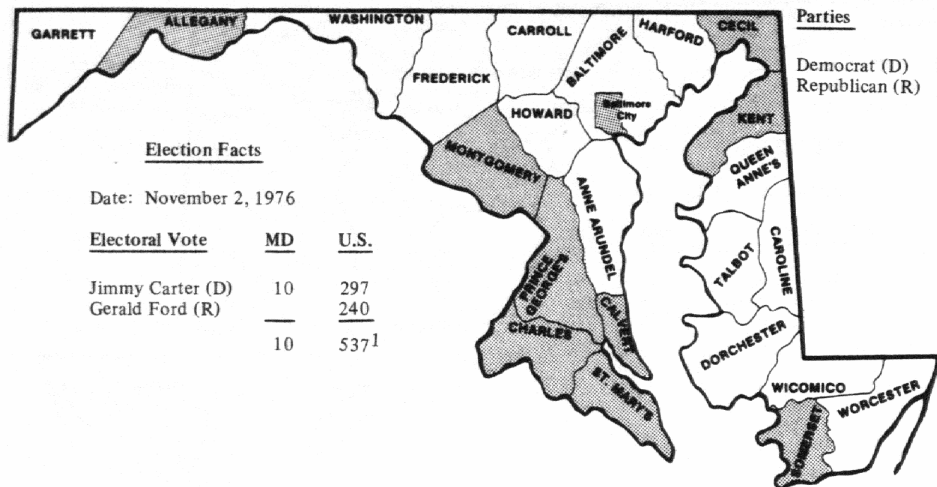 GARRETT
ALLEGANY
WASHINGTON
FREDERICK
CARROLL
BALTIMORE
HARFORD
CECIL
Baltimore
City
HOWARD
MONTGOMERY
KENT
QUEEN
ANNE'S
ANNE ARUNDEL
PRINCE
GEORGE'S
CALVERT
CHARLES
ST. MARY'S
TALBOT
CAROLINE
DORCHESTER
WICOMICO
WORCESTER
SOMERSET
Parties
Democrat (D)
Republican (R)
Election Facts
Date: November 2, 1976
Electoral Vote MD U.S.
Jimmy Carter (D) 10 297
Gerald Ford (R) 240
10 537¹